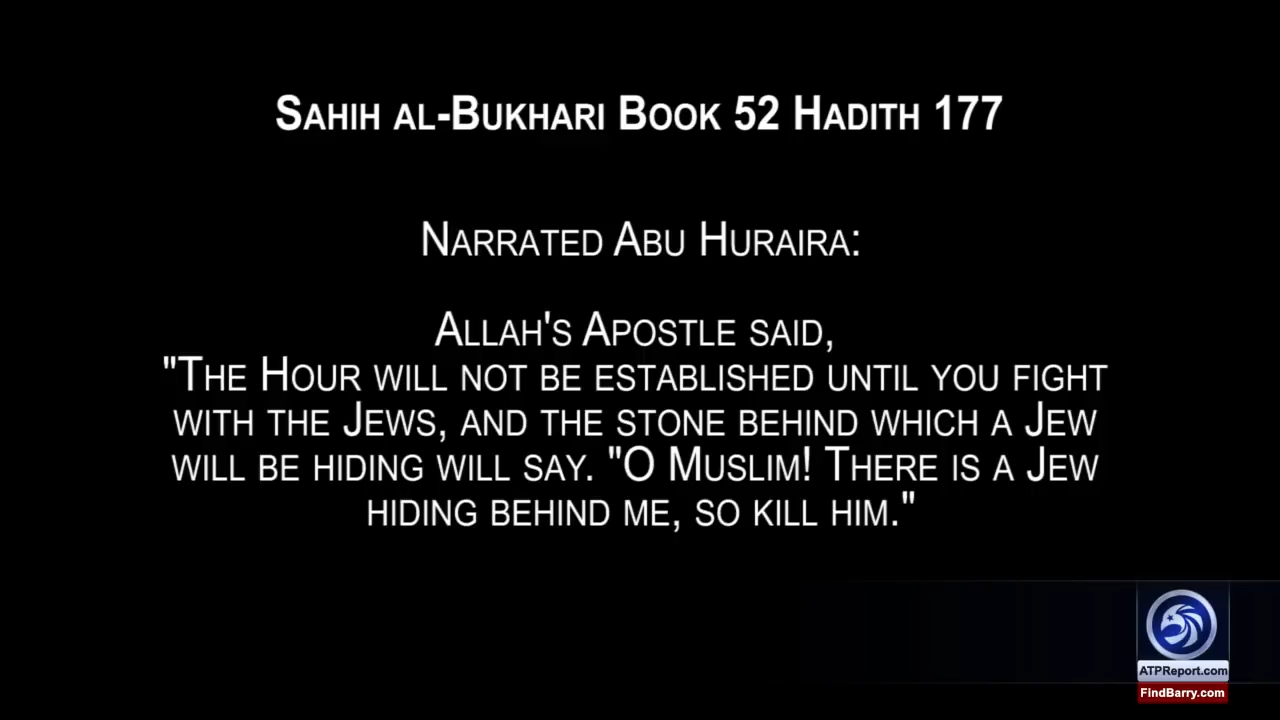 Sahih al-Bukhari Book 52 Hadith 177
Narrated Abu Huraira:
Allah's Apostle said,
"The Hour will not be established until you fight
with the Jews, and the stone behind which a Jew
will be hiding will say. "O Muslim! There is a Jew
hiding behind me, so kill him."
ATPReport.com
FindBarry.com